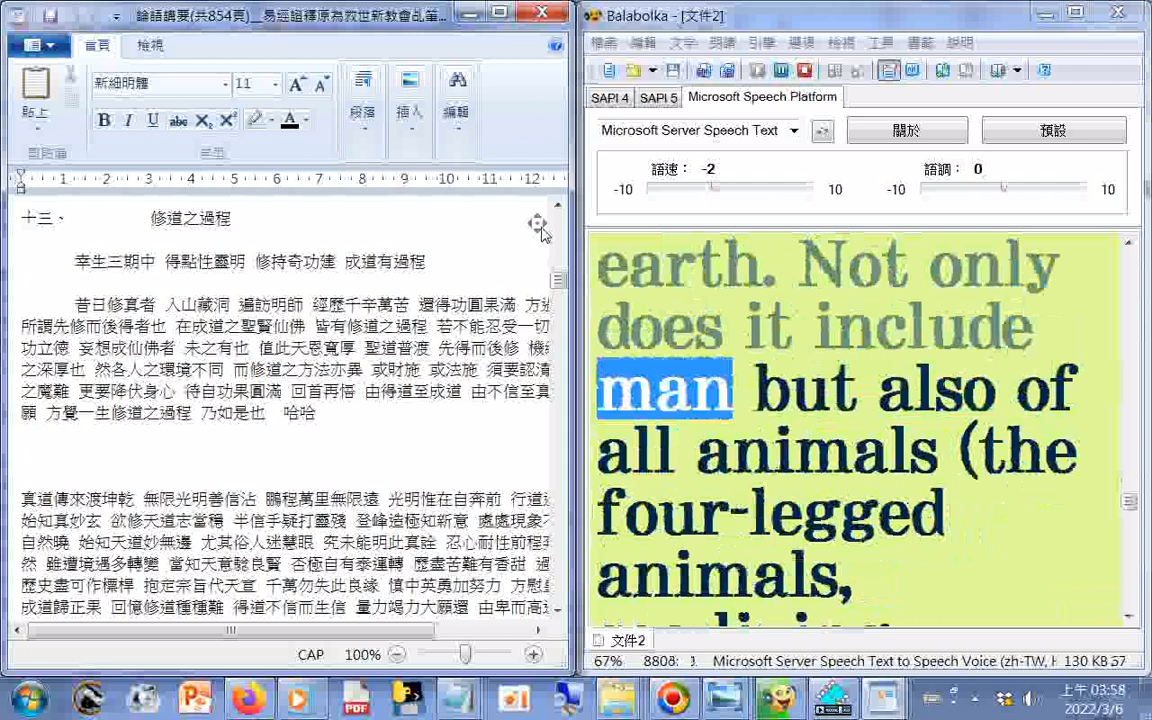 論語講要(共854頁)__易經證釋原為救世新教會乩筆...
首頁
檢視
新細明體
11
貼上
剪貼簿
字型
段落
插入
編輯
1 2 3 4 5 6 7 8 9 10 11 12
十三、 修道之過程
幸生三期中 得點性靈明 修持奇功建 成道有過程
昔日修真者 入山藏洞 遍訪明師 經歷千辛萬苦 還得功圓果滿
所謂先修而後得者也 在成道之聖賢仙佛 皆有修道之過程 若不能忍受一切
功立德 妄想成仙佛者 未之有也 值此天恩寬厚 聖道普渡 先得而後修
之深厚也 然各人之環境不同 而修道之方法亦異 或財施 或法施 須要認清
之魔難 更要降伏身心 待自功果圓滿 回首再悟 由得道至成道 由不信至真
願 方覺一生修道之過程 乃如是也 哈哈
真道傳來渡坤乾 無限光明善信沾 鵬程萬里無限遠 光明惟在自奔前 行道
始知真妙玄 欲修天道志當穩 半信半疑打靈殘 登峰造極知新意 處處現象
自然曉 始知天道妙無邊 尤其俗人迷慧眼 究未能明此真詮 忍心耐性前程
然 雖遭境遇多轉變 當知天意驗良賢 否極自有泰運轉 歷盡苦難有香甜
歷史盡可作標桿 抱定宗旨代天宣 千萬勿失此良緣 慎中英勇加努力 方慰
成道歸正果 回憶修道種種難 得道不信而生信 量力竭力大願還 由卑而高
CAP 100%
Balabolka - [文件2]
檔案 編輯 文字 朗讀 引擎 選項 檢視 工具 書籤 說明
SAPI 4 SAPI 5 Microsoft Speech Platform
Microsoft Server Speech Text
關於
預設
語速： -2
語調： 0
-10 10 -10 10
earth. Not only
does it include
man but also of
all animals (the
four-legged
animals,
文件2
67% 8808: Microsoft Server Speech Text to Speech Voice (zh-TW, H 130 KB
上午 03:58
2022/3/6